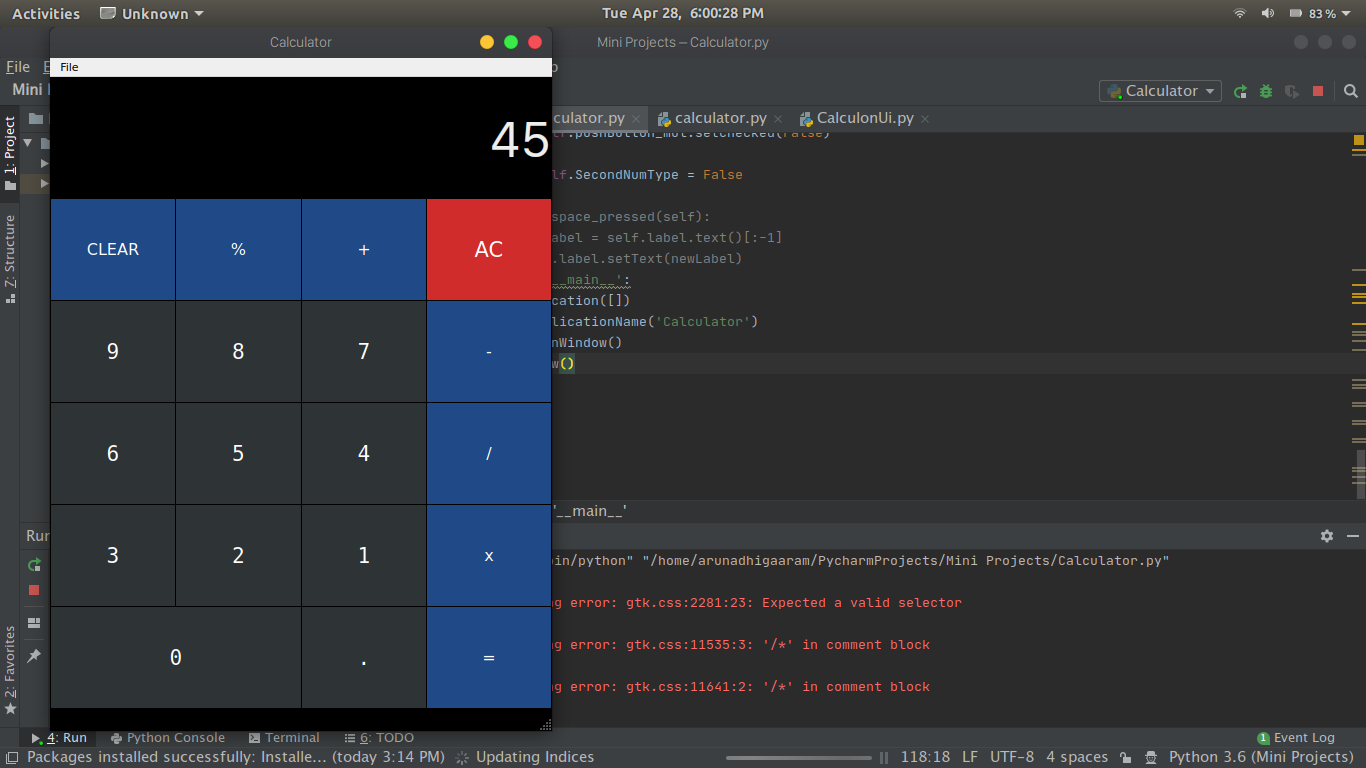 Activities Unknown Tue Apr 28, 6:00:28 PM 83 %
Calculator Mini Projects – Calculator.py
File E p
Mini Calculator
File
culator.py calculator.py CalculonUi.py
45
lf.pushButton_mul.setChecked(False)
lf.SecondNumType = False
space_pressed(self):
abel = self.label.text()[:-1]
.label.setText(newLabel)
__main__':
cation([])
licationName('Calculator')
nWindow()
w()
'__main__'
1: Project
7: Structure
2: Favorites
CLEAR % + AC
9 8 7 -
6 5 4 /
3 2 1 x
0 . =
Run
in/python" "/home/arunadhigaaram/PycharmProjects/Mini Projects/Calculator.py"
g error: gtk.css:2281:23: Expected a valid selector
g error: gtk.css:11535:3: '/*' in comment block
g error: gtk.css:11641:2: '/*' in comment block
4: Run Python Console Terminal 6: TODO 1 Event Log
Packages installed successfully: Installe... (today 3:14 PM) Updating Indices 118:18 LF UTF-8 4 spaces Python 3.6 (Mini Projects)